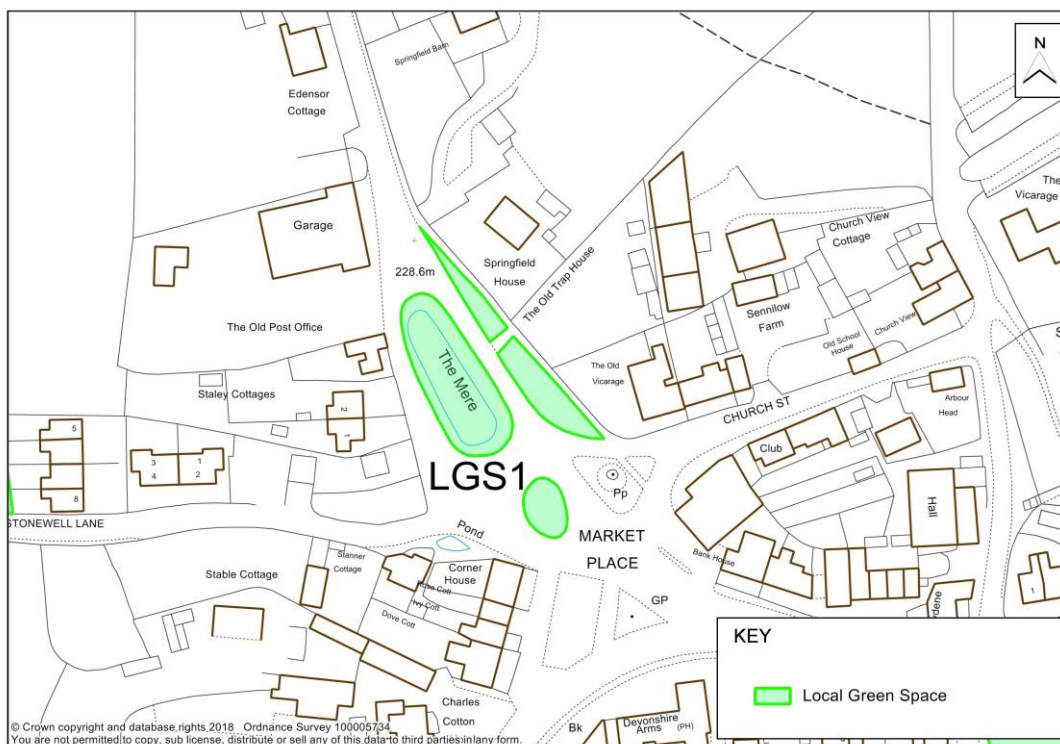 Springfield Barn
N
Edensor
Cottage
Garage
228.6m
Springfield
House
The Old Trap House
Church View
Cottage
The
Vicarage
The Old Post Office
The Mere
Sennilow
Farm
Old School
House
Church View
S
Staley Cottages
2
1
The Old
Vicarage
CHURCH ST
Arbour
Head
Club
5
3
4
1
2
8
LGS1
Pp
Hall
STONEWELL LANE
Pond
MARKET
PLACE
Stanner
Cottage
Corner
House
Bank House
Stable Cottage
Rose Cott
Ivy Cott
Dove Cott
GP
1
KEY
Local Green Space
Charles
Cotton
Bk
Devonshire
Arms (PH)
© Crown copyright and database rights 2018 Ordnance Survey 100005734
You are not permitted to copy, sub license, distribute or sell any of this data to third parties in any form.